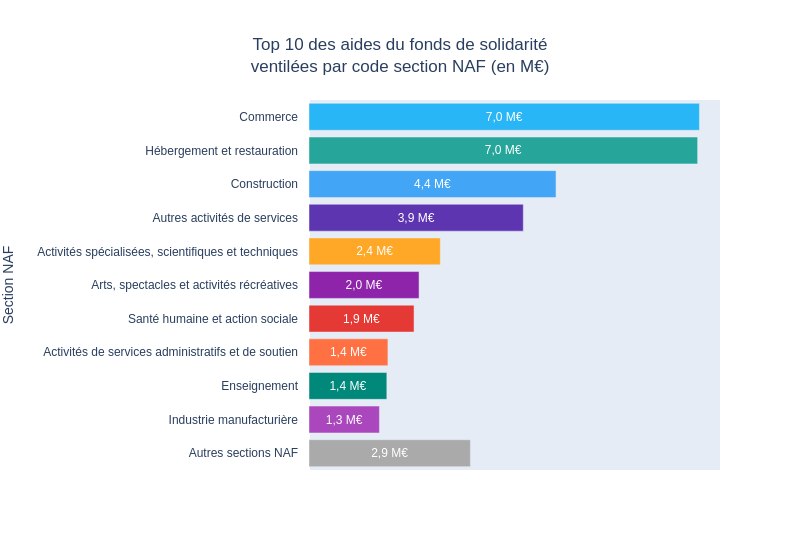 Top 10 des aides du fonds de solidarité
ventilées par code section NAF (en M€)
Section NAF
Commerce 7,0 M€
Hébergement et restauration 7,0 M€
Construction 4,4 M€
Autres activités de services 3,9 M€
Activités spécialisées, scientifiques et techniques 2,4 M€
Arts, spectacles et activités récréatives 2,0 M€
Santé humaine et action sociale 1,9 M€
Activités de services administratifs et de soutien 1,4 M€
Enseignement 1,4 M€
Industrie manufacturière 1,3 M€
Autres sections NAF 2,9 M€